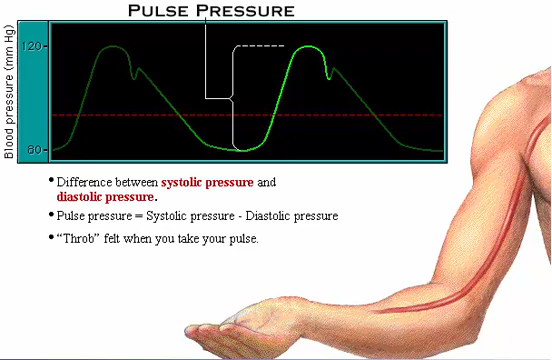 PULSE PRESSURE
Blood pressure (mm Hg)
120
80
• Difference between systolic pressure and
diastolic pressure.
• Pulse pressure = Systolic pressure - Diastolic pressure
• “Throb” felt when you take your pulse.